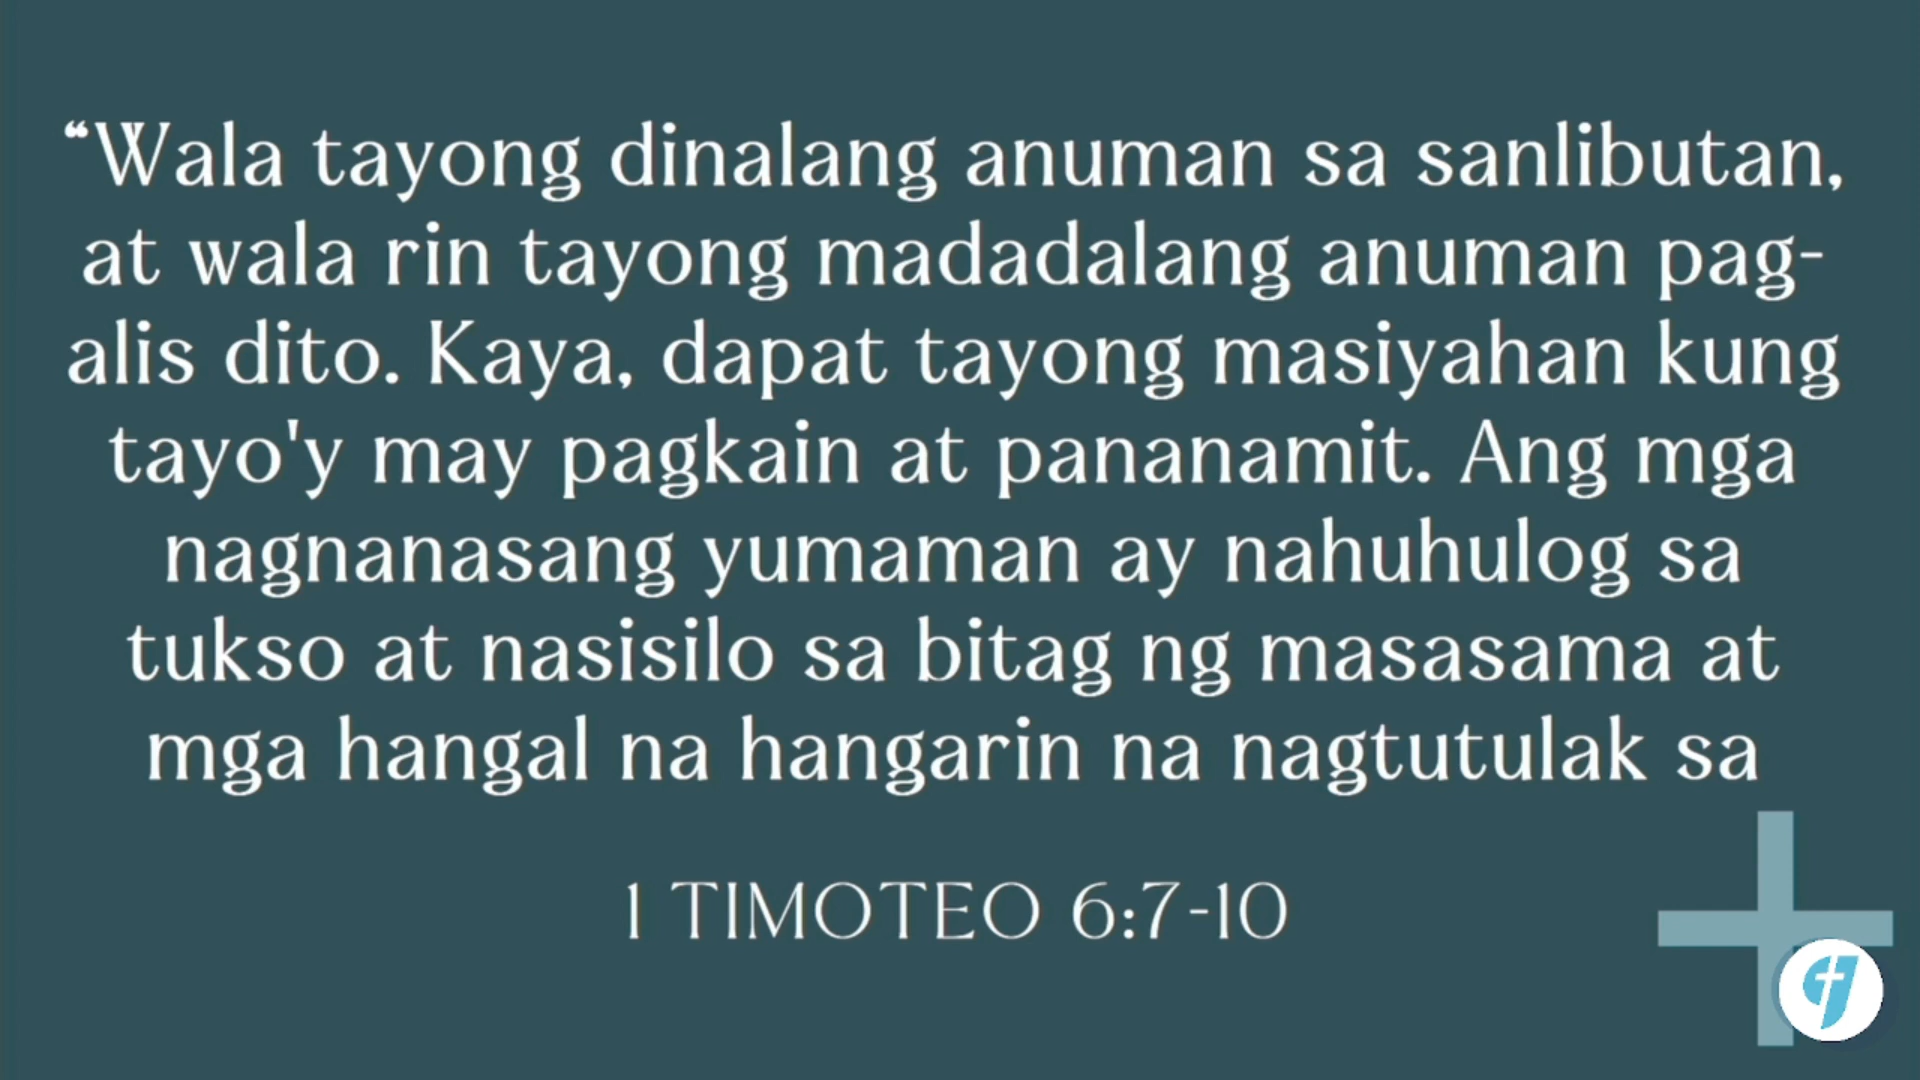 “Wala tayong dinalang anuman sa sanlibutan,
at wala rin tayong madadalang anuman pag-
alis dito. Kaya, dapat tayong masiyahan kung
tayo'y may pagkain at pananamit. Ang mga
nagnanasang yumaman ay nahuhulog sa
tukso at nasisilo sa bitag ng masasama at
mga hangal na hangarin na nagtutulak sa
1 TIMOTEO 6:7-10